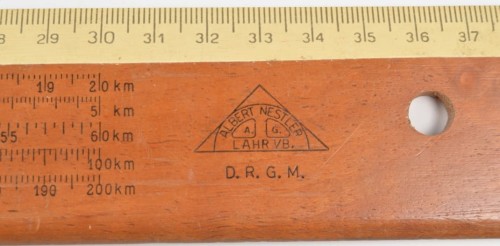 29 30 31 32 33 34 35 36 37
19 20 km
5 km
55 60 km
100 km
190 200 km
ALBERT NESTLER
A. G.
LAHR I/B.
D. R. G. M.